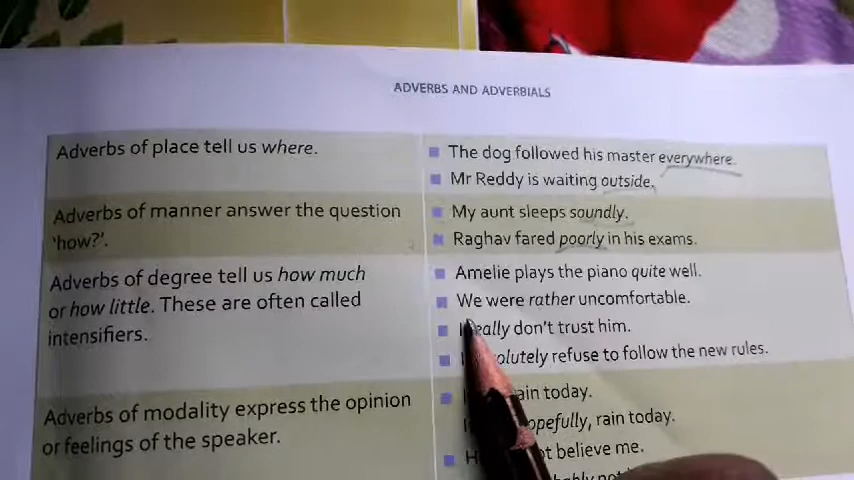 ADVERBS AND ADVERBIALS
Adverbs of place tell us where.
The dog followed his master everywhere.
Mr Reddy is waiting outside.
Adverbs of manner answer the question
'how?'.
My aunt sleeps soundly.
Raghav fared poorly in his exams.
Adverbs of degree tell us how much
or how little. These are often called
intensifiers.
Amelie plays the piano quite well.
We were rather uncomfortable.
I really don't trust him.
I absolutely refuse to follow the new rules.
Adverbs of modality express the opinion
or feelings of the speaker.
rain today.
hopefully, rain today.
not believe me.